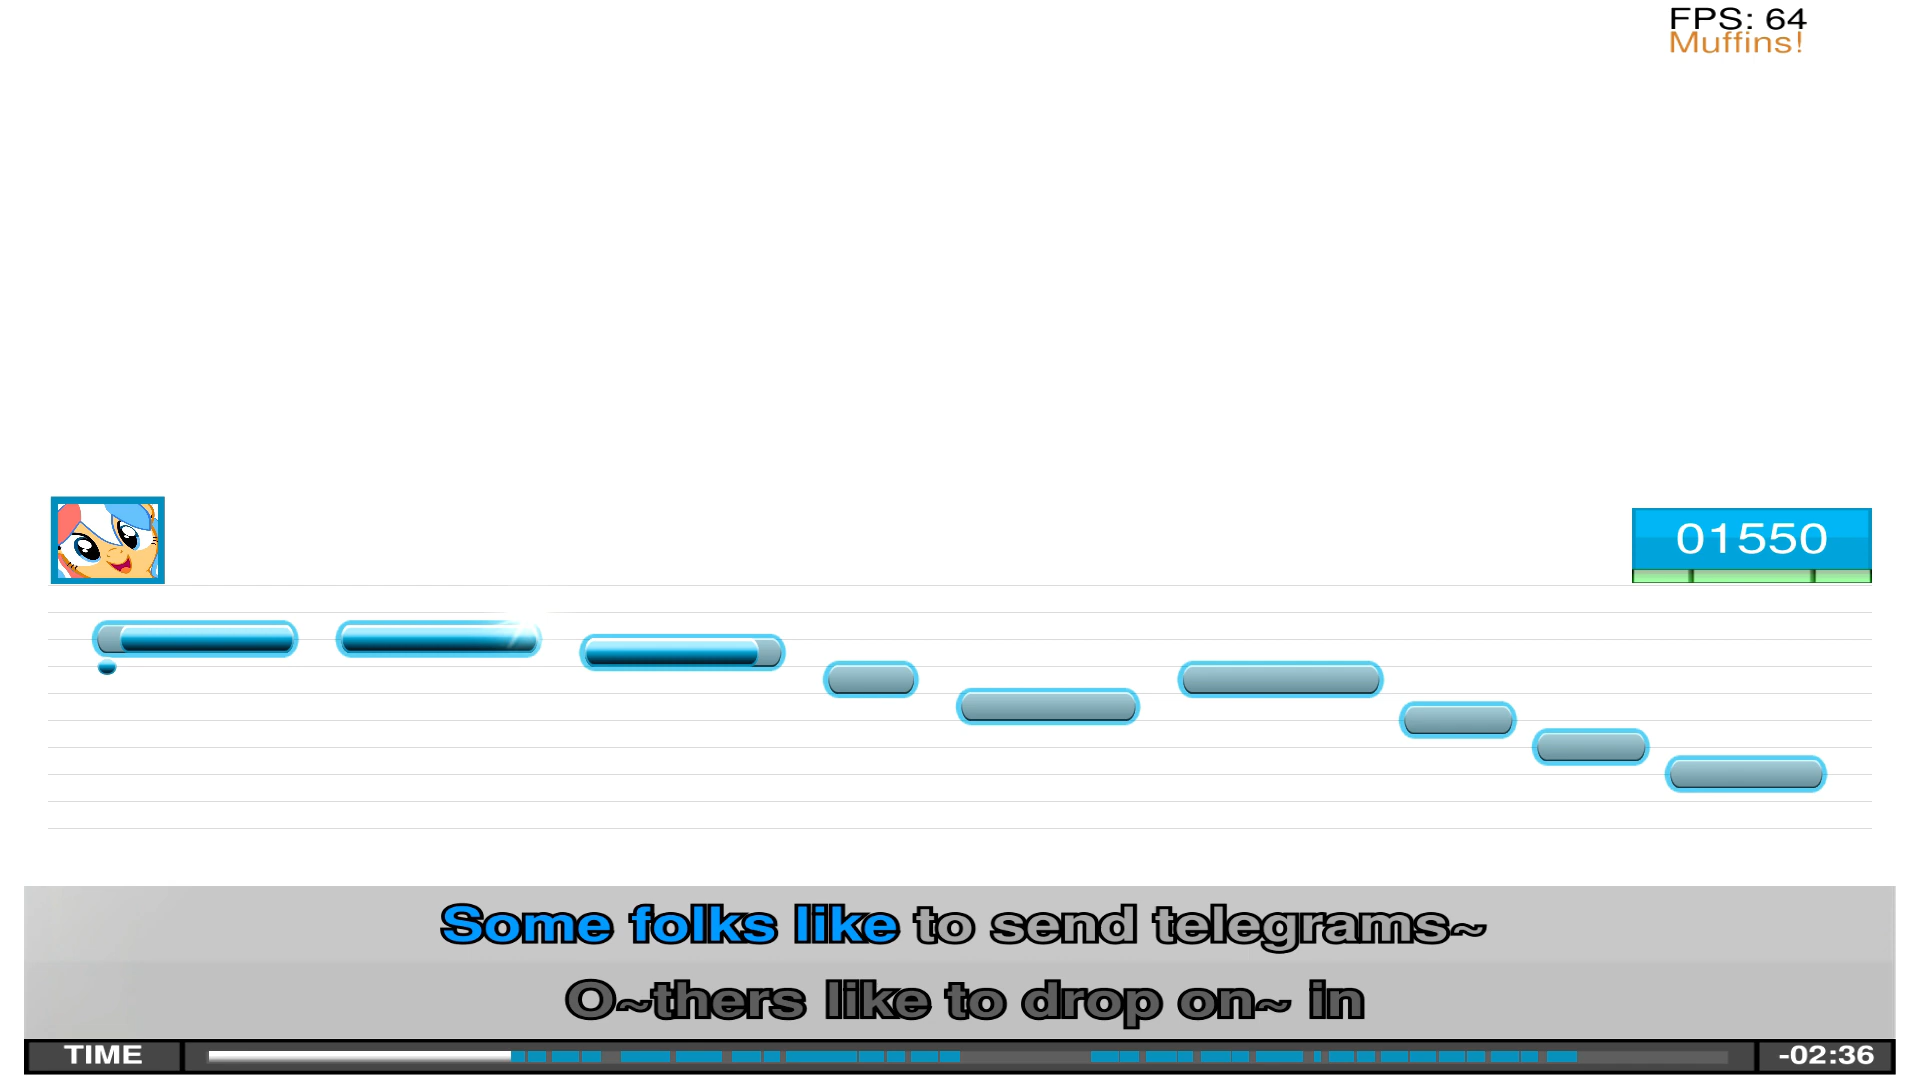 FPS: 64
Muffins!
01550
Some folks like to send telegrams~
O~thers like to drop on~ in
TIME
-02:36